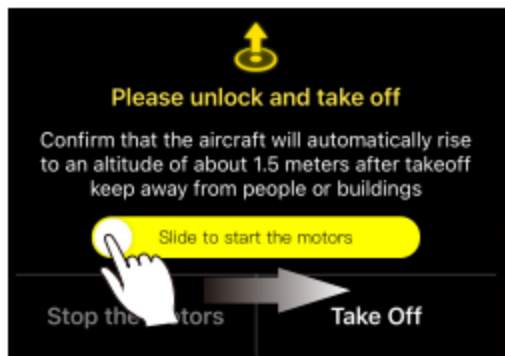 Please unlock and take off
Confirm that the aircraft will automatically rise
to an altitude of about 1.5 meters after takeoff
keep away from people or buildings
Slide to start the motors
Stop the motors
Take Off